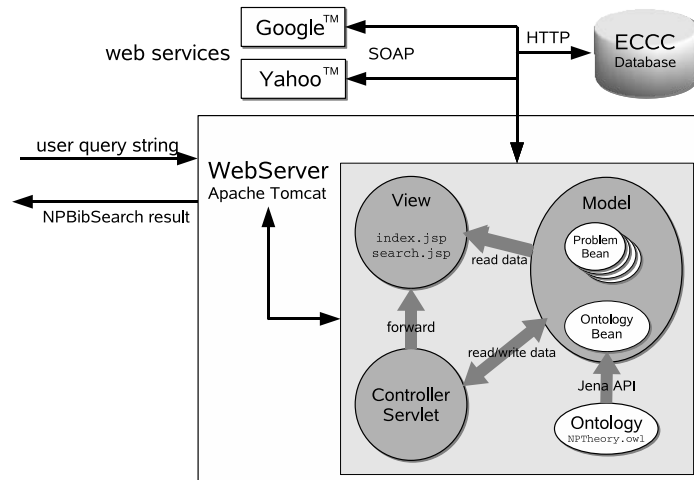 web services
Google™
Yahoo™
SOAP
HTTP
ECCC
Database
user query string
NPBibSearch result
WebServer
Apache Tomcat
View
index.jsp
search.jsp
Model
Problem
Bean
Ontology
Bean
read data
forward
read/write data
Controller
Servlet
Jena API
Ontology
NPTheory.owl